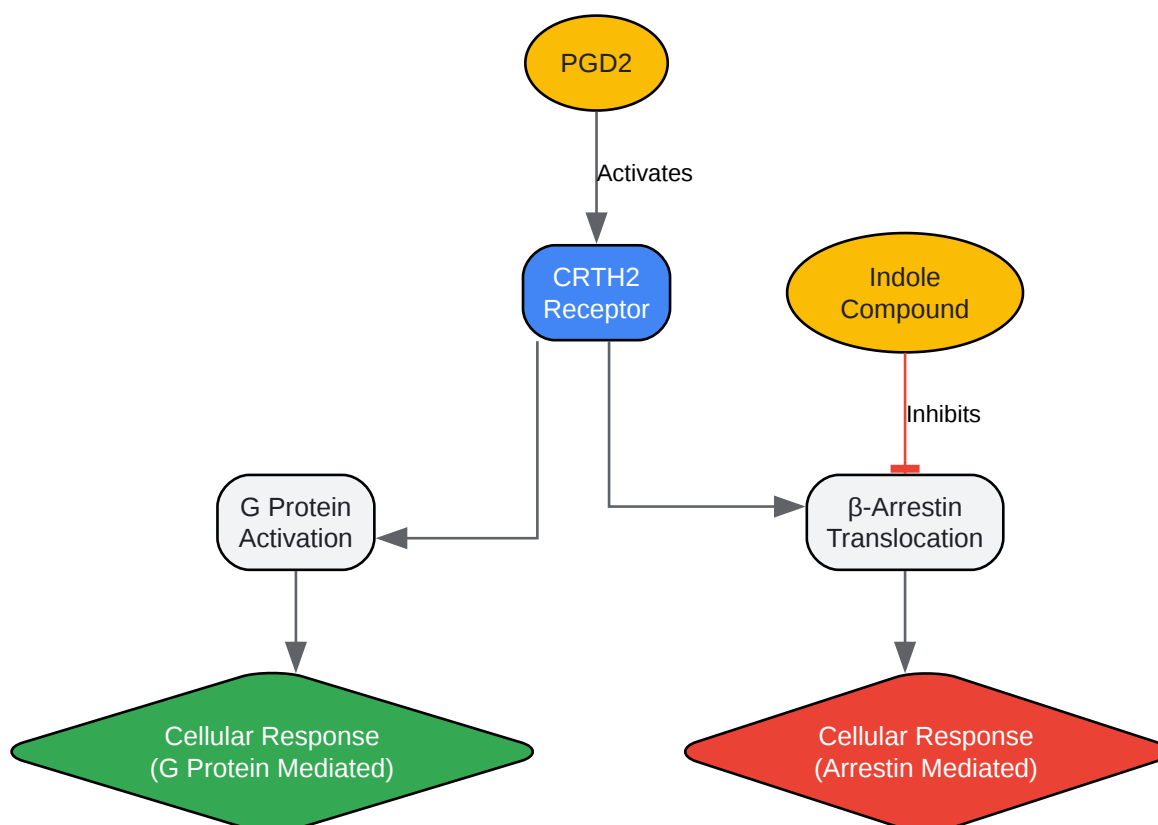 PGD2
Activates
CRTH2
Receptor
Indole
Compound
Inhibits
G Protein
Activation
β-Arrestin
Translocation
Cellular Response
(G Protein Mediated)
Cellular Response
(Arrestin Mediated)